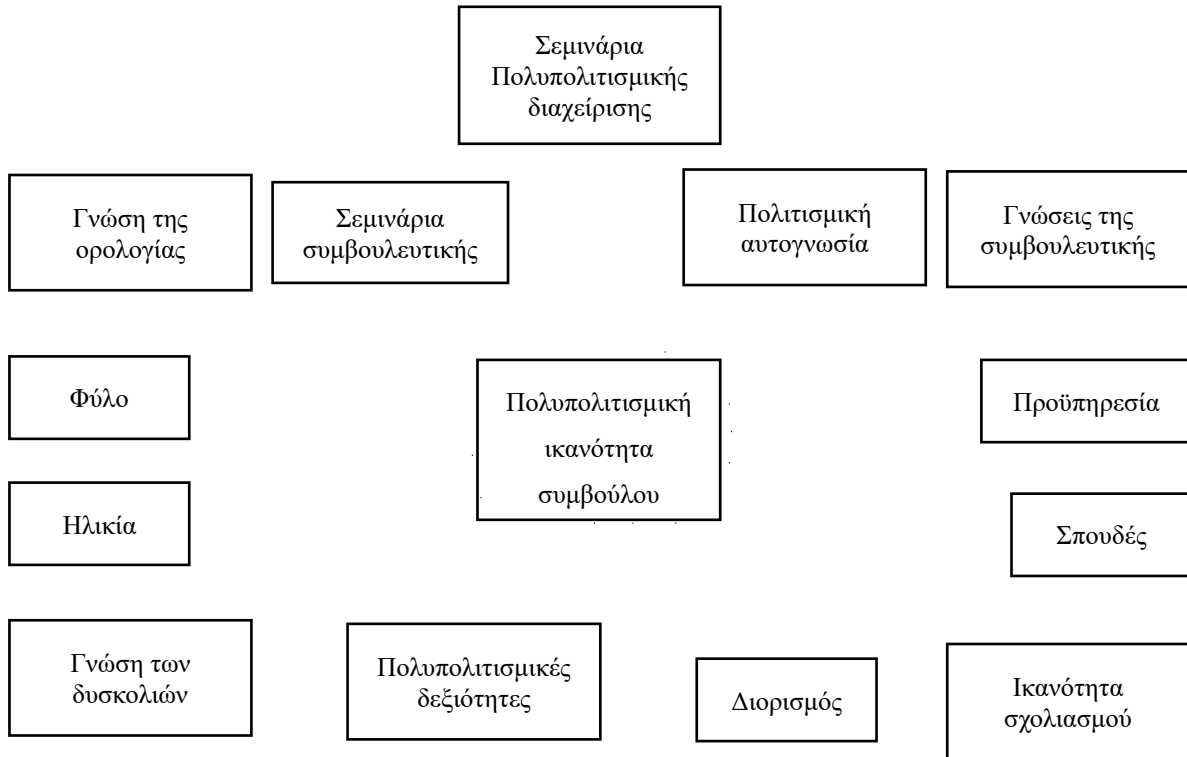 Σεμινάρια
Πολυπολιτισμικής
διαχείρισης
Γνώση της
ορολογίας
Σεμινάρια
συμβουλευτικής
Πολιτισμική
αυτογνωσία
Γνώσεις της
συμβουλευτικής
Φύλο
Πολυπολιτισμική
ικανότητα
συμβούλου
Προϋπηρεσία
Ηλικία
Σπουδές
Γνώση των
δυσκολιών
Πολυπολιτισμικές
δεξιότητες
Διορισμός
Ικανότητα
σχολιασμού